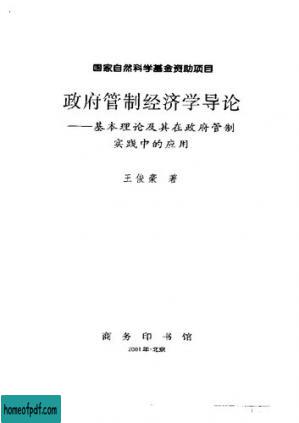 国家自然科学基金资助项目
政府管制经济学导论
——基本理论及其在政府管制
实践中的应用
王俊豪 著
商务印书馆
2001年·北京
homeofpdf.com